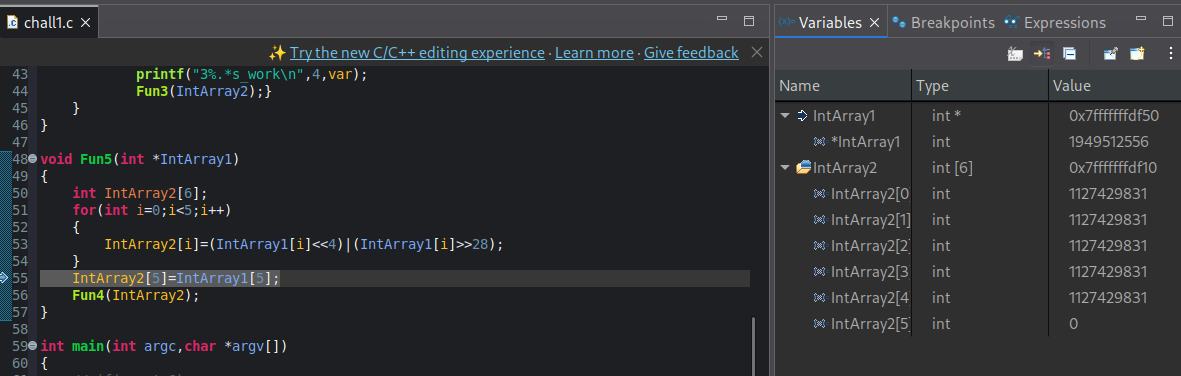 chall1.c
Variables Breakpoints Expressions
✨ Try the new C/C++ editing experience · Learn more · Give feedback
43 printf("3%.*s_work\n",4,var);
44 Fun3(IntArray2);}
45 }
46 }
47
48 void Fun5(int *IntArray1)
49 {
50 int IntArray2[6];
51 for(int i=0;i<5;i++)
52 {
53 IntArray2[i]=(IntArray1[i]<<4)|(IntArray1[i]>>28);
54 }
55 IntArray2[5]=IntArray1[5];
56 Fun4(IntArray2);
57 }
58
59 int main(int argc,char *argv[])
60 {
Name Type Value
IntArray1 int * 0x7fffffffdf50
*IntArray1 int 1949512556
IntArray2 int [6] 0x7fffffffdf10
IntArray2[0 int 1127429831
IntArray2[1] int 1127429831
IntArray2[2] int 1127429831
IntArray2[3 int 1127429831
IntArray2[4 int 1127429831
IntArray2[5] int 0